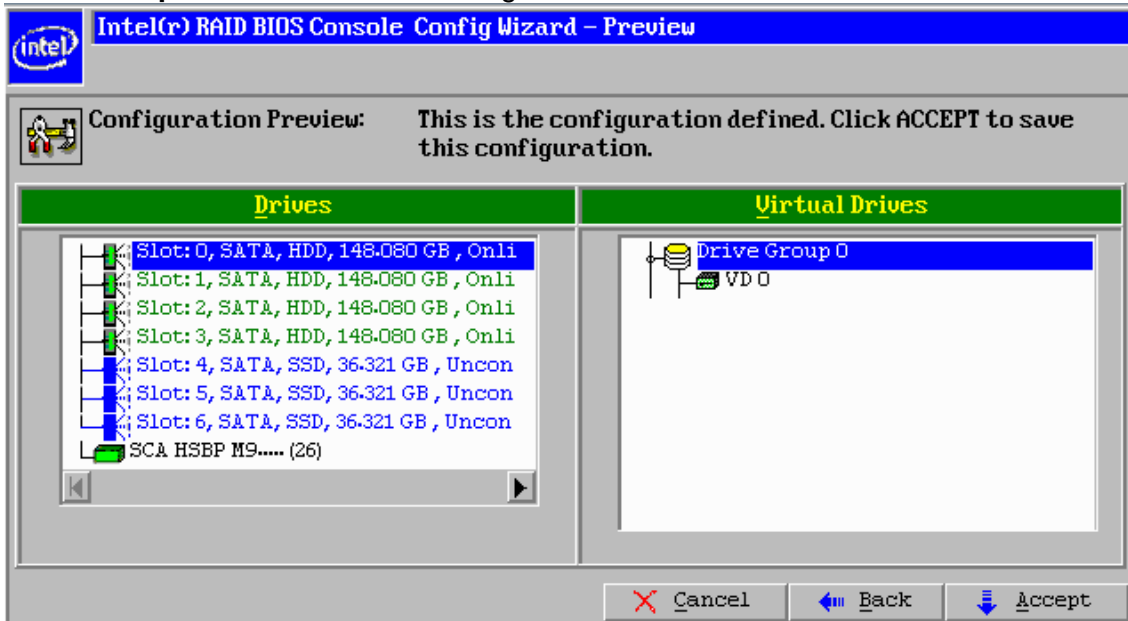 Intel(r) RAID BIOS Console Config Wizard – Preview
intel
Configuration Preview: This is the configuration defined. Click ACCEPT to save
this configuration.
Drives
Slot: 0, SATA, HDD, 148.080 GB , Onli
Slot: 1, SATA, HDD, 148.080 GB , Onli
Slot: 2, SATA, HDD, 148.080 GB , Onli
Slot: 3, SATA, HDD, 148.080 GB , Onli
Slot: 4, SATA, SSD, 36.321 GB , Uncon
Slot: 5, SATA, SSD, 36.321 GB , Uncon
Slot: 6, SATA, SSD, 36.321 GB , Uncon
SCA HSBP M9..... (26)
Virtual Drives
Drive Group 0
VD 0
Cancel
Back
Accept